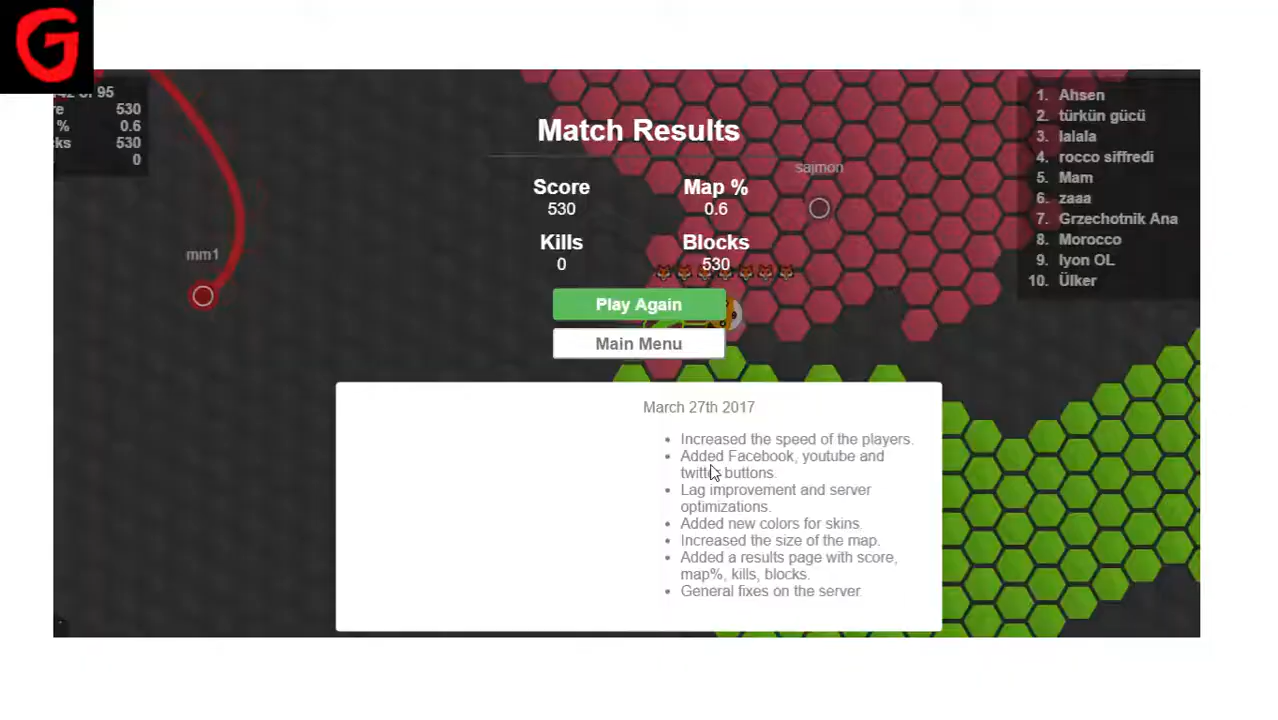 G
of 95
530
% 0.6
530
0
mm1
Match Results
Score
530
Map %
0.6
Kills
0
Blocks
530
Play Again
Main Menu
sajmon
1. Ahsen
2. türkün gücü
3. lalala
4. rocco siffredi
5. Mam
6. zaaa
7. Grzechotnik Ana
8. Morocco
9. lyon OL
10. Ülker
March 27th 2017
• Increased the speed of the players.
• Added Facebook, youtube and
twitter buttons.
• Lag improvement and server
optimizations.
• Added new colors for skins.
• Increased the size of the map.
• Added a results page with score,
map%, kills, blocks.
• General fixes on the server.